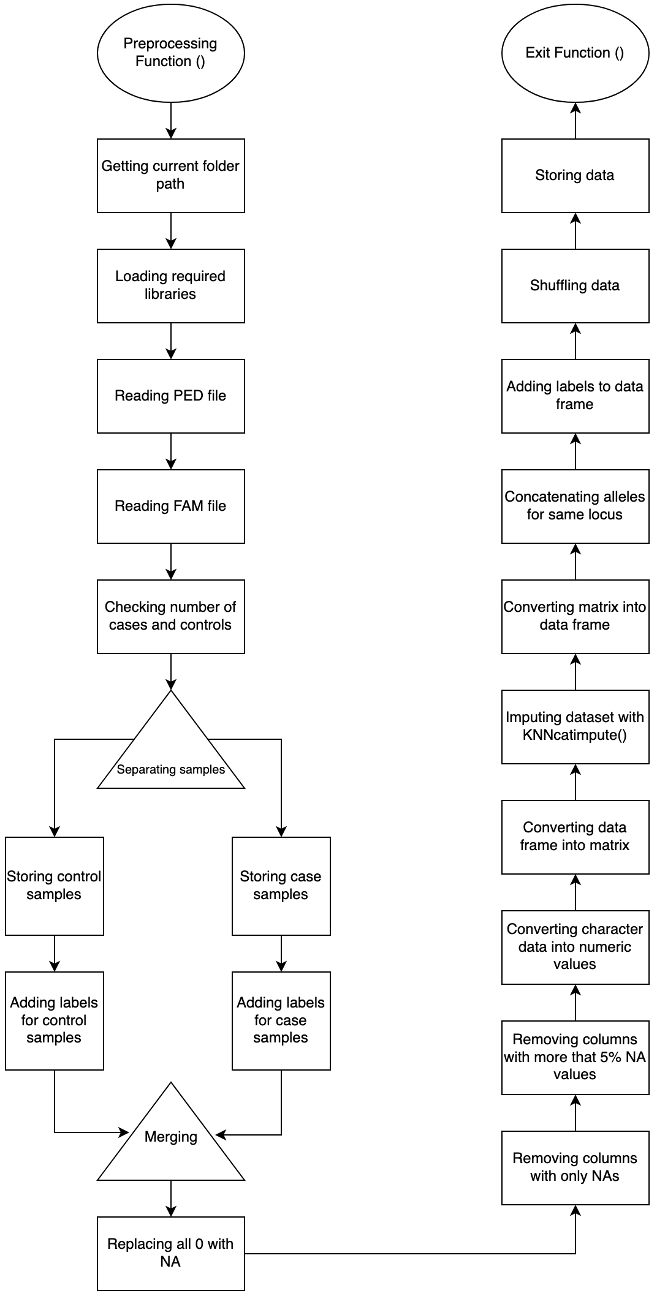 Preprocessing
Function ()
Getting current folder
path
Loading required
libraries
Reading PED file
Reading FAM file
Checking number of
cases and controls
Separating samples
Storing control
samples
Storing case
samples
Adding labels
for control
samples
Adding labels
for case
samples
Merging
Replacing all 0 with
NA
Removing columns
with only NAs
Removing columns
with more that 5% NA
values
Converting character
data into numeric
values
Converting data
frame into matrix
Imputing dataset with
KNNcatimpute()
Converting matrix into
data frame
Concatenating alleles
for same locus
Adding labels to data
frame
Shuffling data
Storing data
Exit Function ()